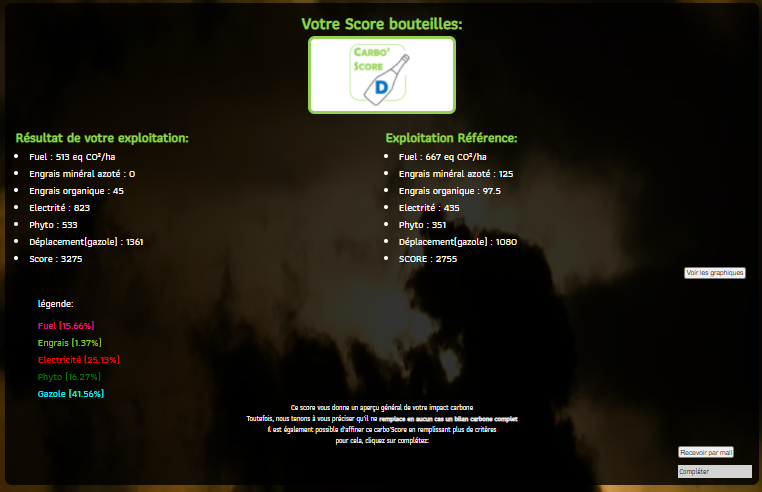 Votre Score bouteilles:
CARBO'
SCORE
D
Résultat de votre exploitation:
Fuel : 513 eq CO²/ha
Engrais minéral azoté : 0
Engrais organique : 45
Electrité : 823
Phyto : 533
Déplacement(gazole) : 1361
Score : 3275
Exploitation Référence:
Fuel : 667 eq CO²/ha
Engrais minéral azoté : 125
Engrais organique : 97.5
Electrité : 435
Phyto : 351
Déplacement(gazole) : 1080
SCORE : 2755
Voir les graphiques
légende:
Fuel (15.66%)
Engrais (1.37%)
Electricité (25.13%)
Phyto (16.27%)
Gazole (41.56%)
Ce score vous donne un aperçu général de votre impact carbone
Toutefois, nous tenons à vous préciser qu'il ne remplace en aucun cas un bilan carbone complet
Il est également possible d'affiner ce carbo'Score en remplissant plus de critères
pour cela, cliquez sur complétez:
Recevoir par mail
Compléter